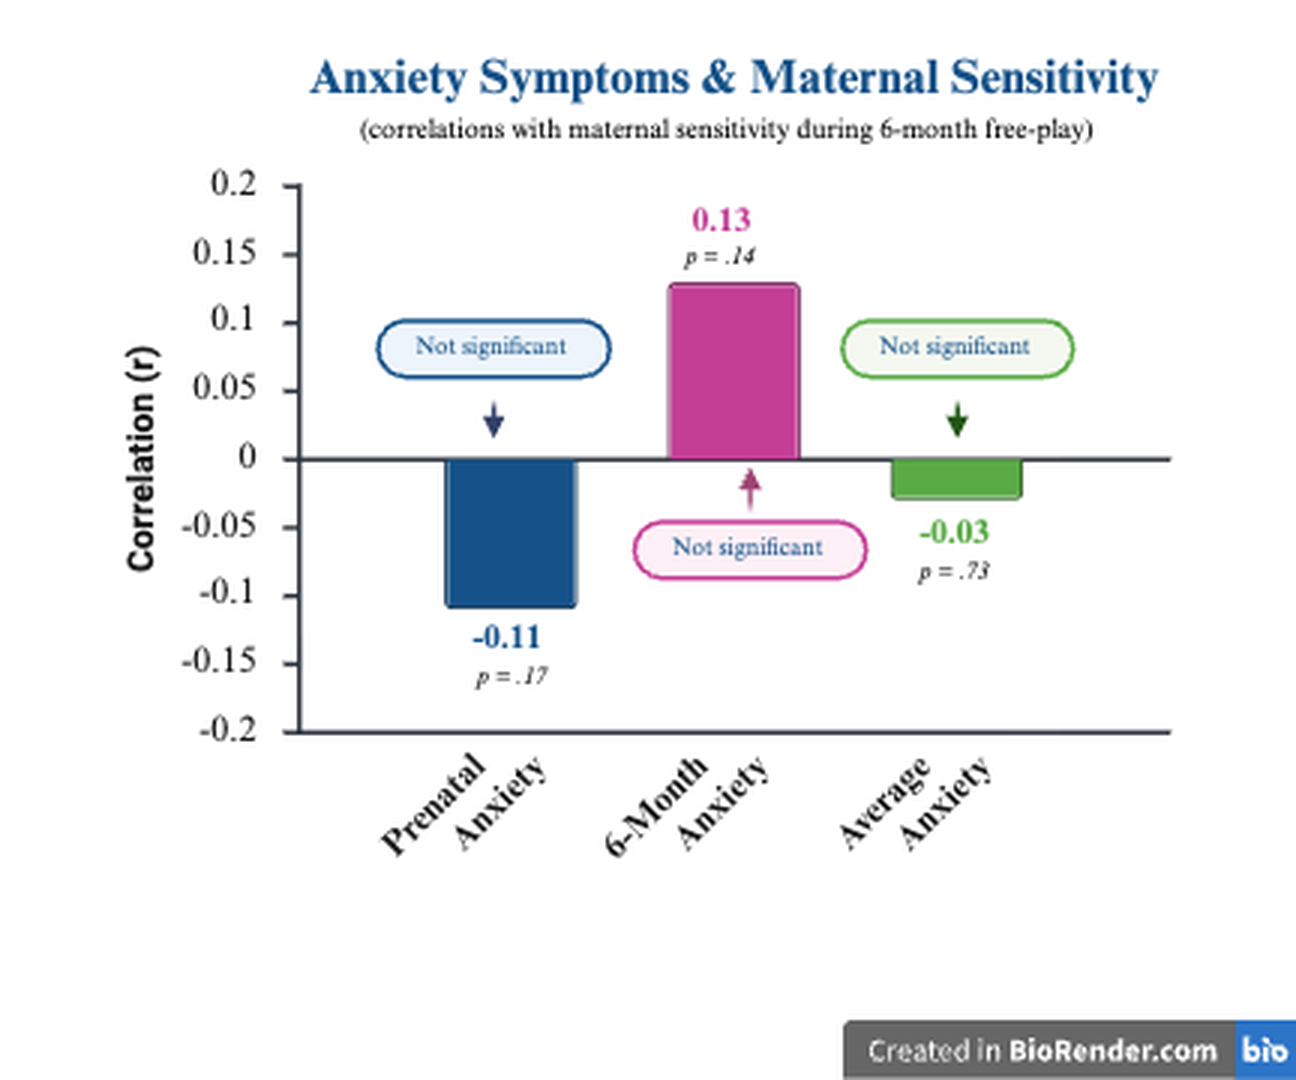 Anxiety Symptoms & Maternal Sensitivity
(correlations with maternal sensitivity during 6-month free-play)
Correlation (r)
0.2
0.15
0.1
0.05
0
-0.05
-0.1
-0.15
-0.2
0.13
p = .14
Not significant
Not significant
Not significant
-0.03
p = .73
-0.11
p = .17
Prenatal
Anxiety
6-Month
Anxiety
Average
Anxiety
Created in BioRender.com bio